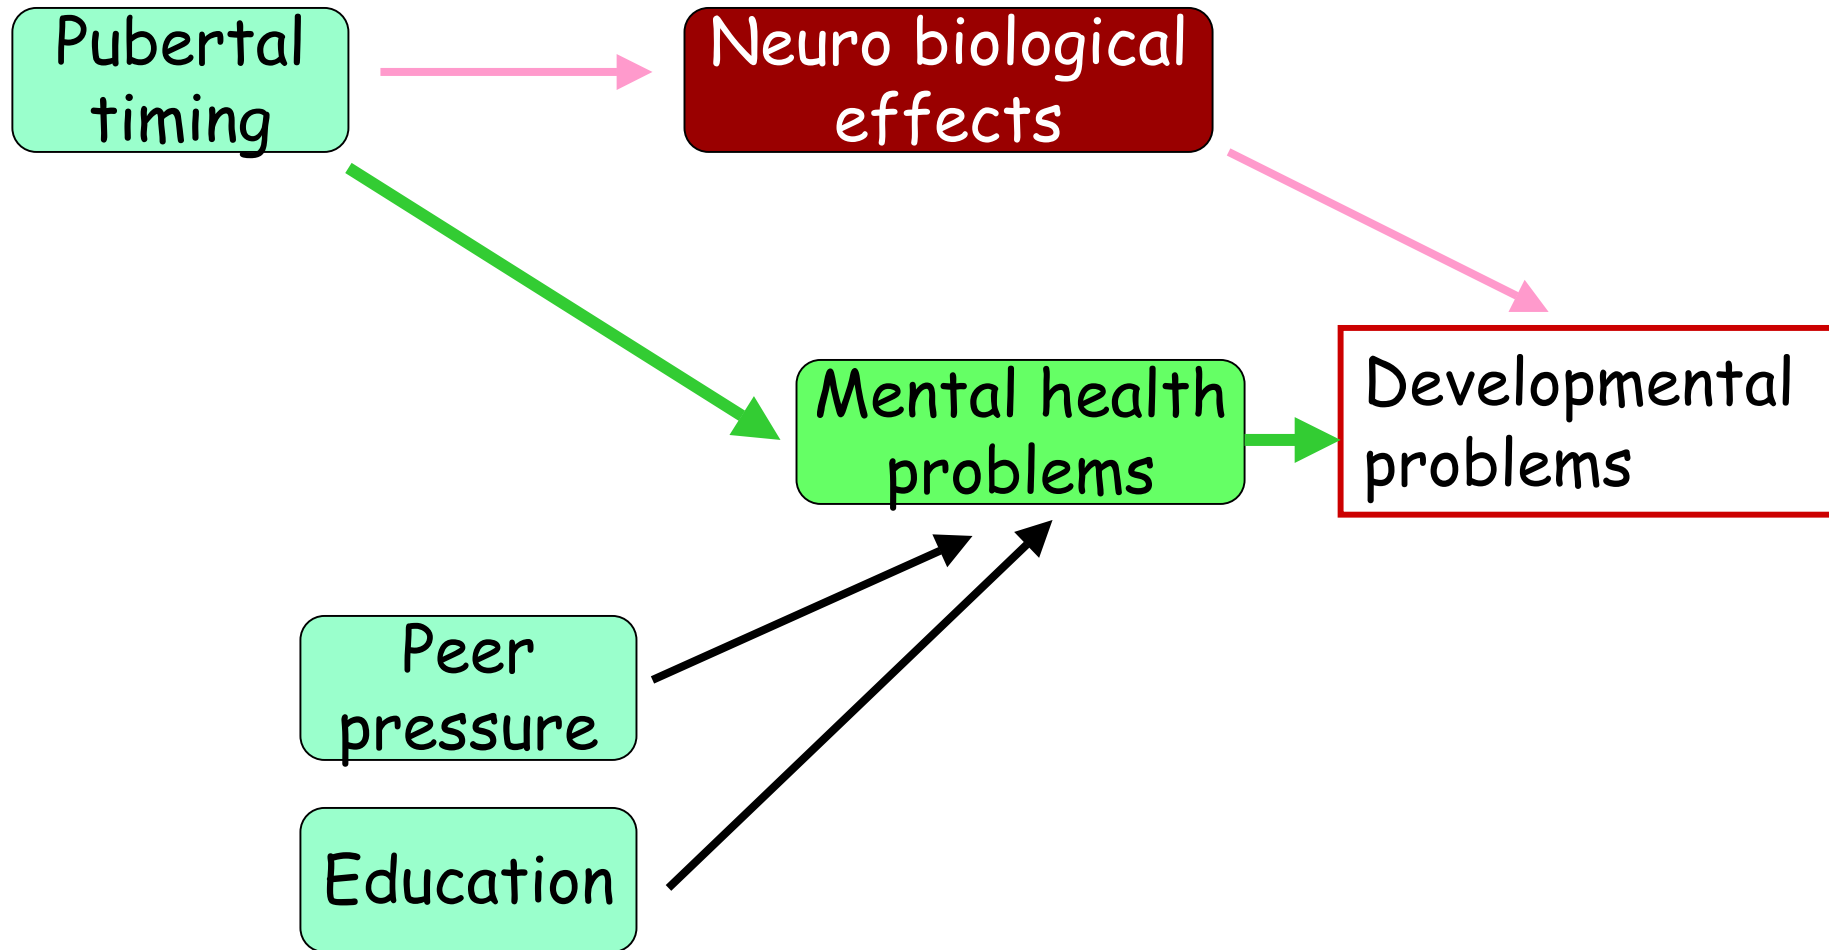 Pubertal
timing
Neuro biological
effects
Mental health
problems
Developmental
problems
Peer
pressure
Education